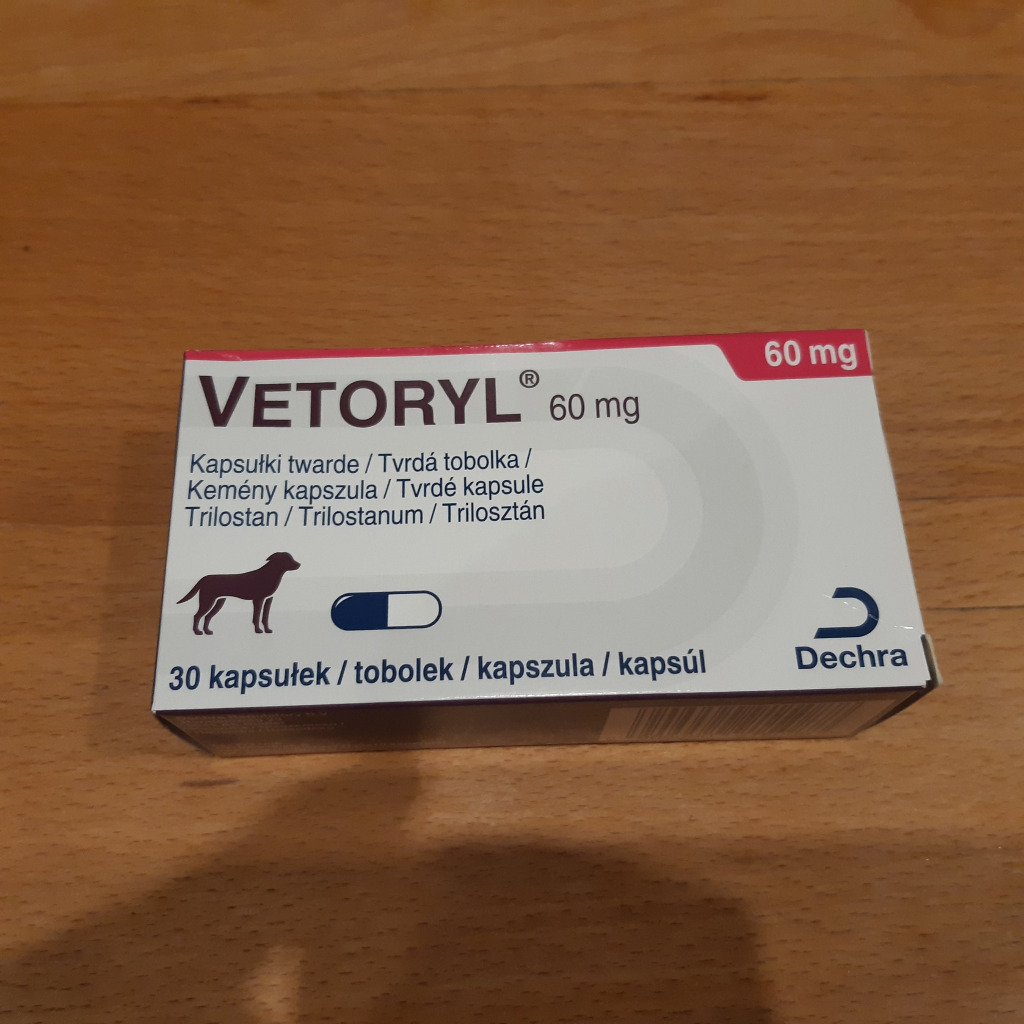 60 mg
VETORYL® 60 mg
Kapsułki twarde / Tvrdá tobolka /
Kemény kapszula / Tvrdé kapsule
Trilostan / Trilostanum / Trilosztán
30 kapsułek / tobolek / kapszula / kapsúl
Dechra